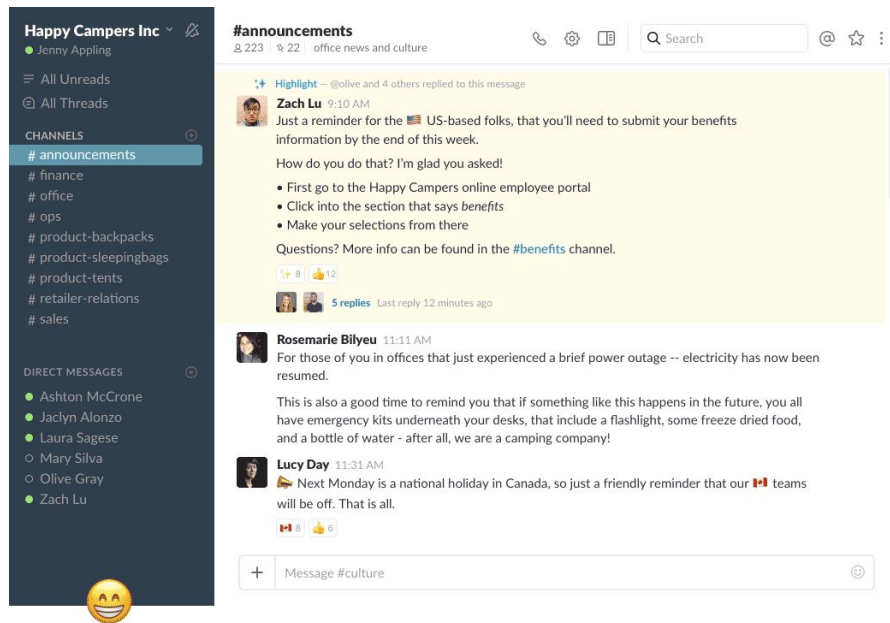 Happy Campers Inc
Jenny Appling
All Unreads
All Threads
CHANNELS
# announcements
# finance
# office
# ops
# product-backpacks
# product-sleepingbags
# product-tents
# retailer-relations
# sales
DIRECT MESSAGES
Ashton McCrone
Jaclyn Alonzo
Laura Sagese
Mary Silva
Olive Gray
Zach Lu
#announcements
223 22 office news and culture
Search
Highlight — @olive and 4 others replied to this message
Zach Lu 9:10 AM
Just a reminder for the 🇺🇸 US-based folks, that you'll need to submit your benefits
information by the end of this week.
How do you do that? I'm glad you asked!
• First go to the Happy Campers online employee portal
• Click into the section that says benefits
• Make your selections from there
Questions? More info can be found in the #benefits channel.
✨ 8 👍 12
5 replies Last reply 12 minutes ago
Rosemarie Bilyeu 11:11 AM
For those of you in offices that just experienced a brief power outage -- electricity has now been
resumed.
This is also a good time to remind you that if something like this happens in the future, you all
have emergency kits underneath your desks, that include a flashlight, some freeze dried food,
and a bottle of water - after all, we are a camping company!
Lucy Day 11:31 AM
📣 Next Monday is a national holiday in Canada, so just a friendly reminder that our 🇨🇦 teams
will be off. That is all.
🇨🇦 8 👍 6
+ Message #culture